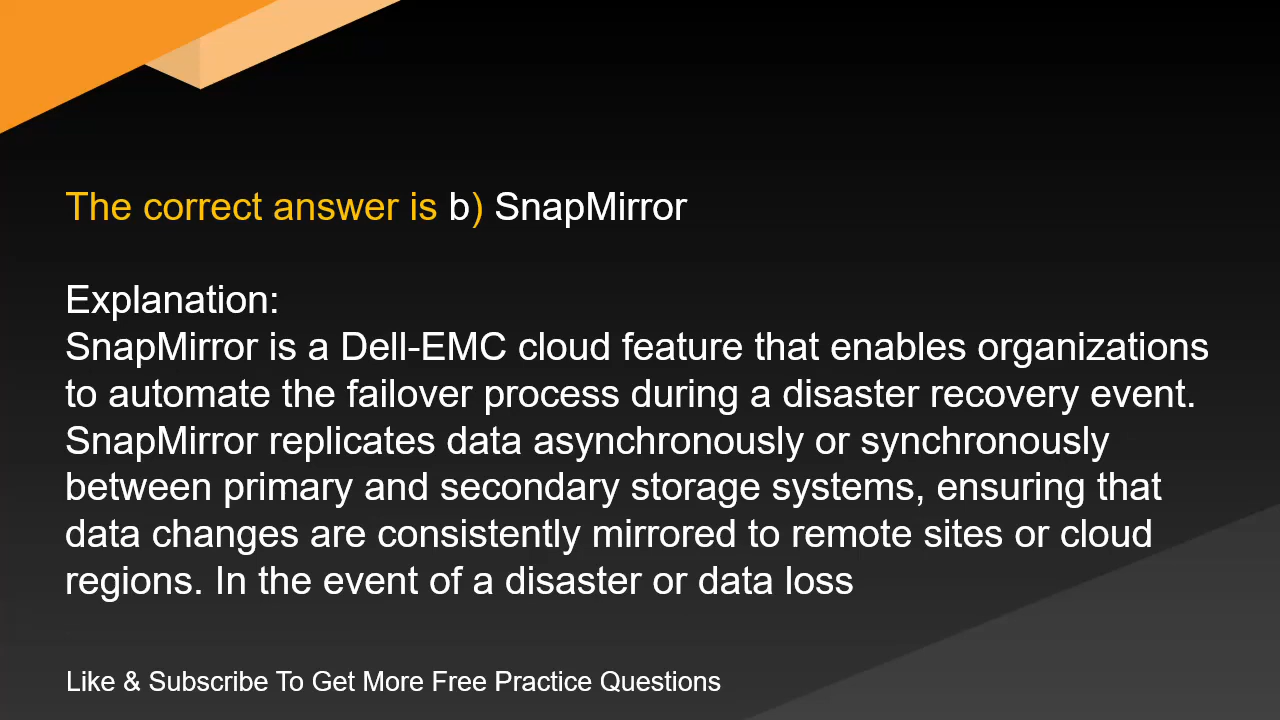 The correct answer is b) SnapMirror
Explanation:
SnapMirror is a Dell-EMC cloud feature that enables organizations
to automate the failover process during a disaster recovery event.
SnapMirror replicates data asynchronously or synchronously
between primary and secondary storage systems, ensuring that
data changes are consistently mirrored to remote sites or cloud
regions. In the event of a disaster or data loss
Like & Subscribe To Get More Free Practice Questions